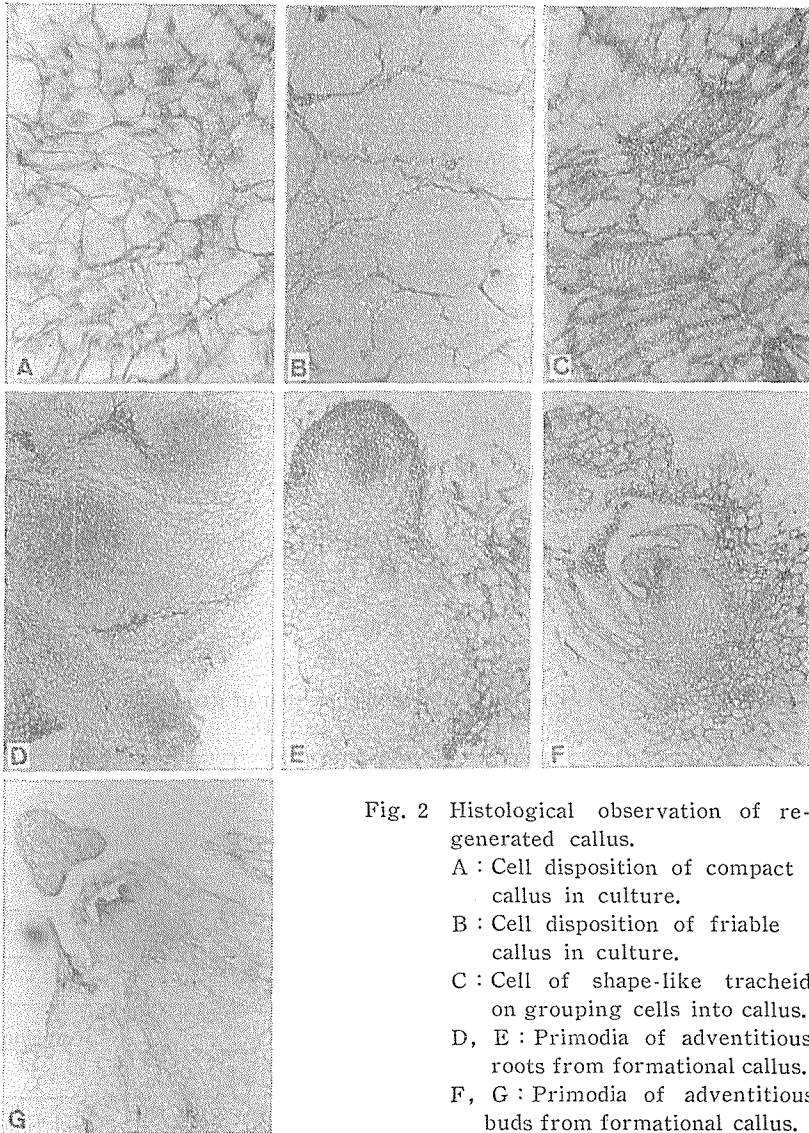 A
B
C
D
E
F
G
Fig. 2 Histological observation of re-
generated callus.
A : Cell disposition of compact
callus in culture.
B : Cell disposition of friable
callus in culture.
C : Cell of shape-like tracheid
on grouping cells into callus.
D, E : Primodia of adventitious
roots from formational callus.
F, G : Primodia of adventitious
buds from formational callus.